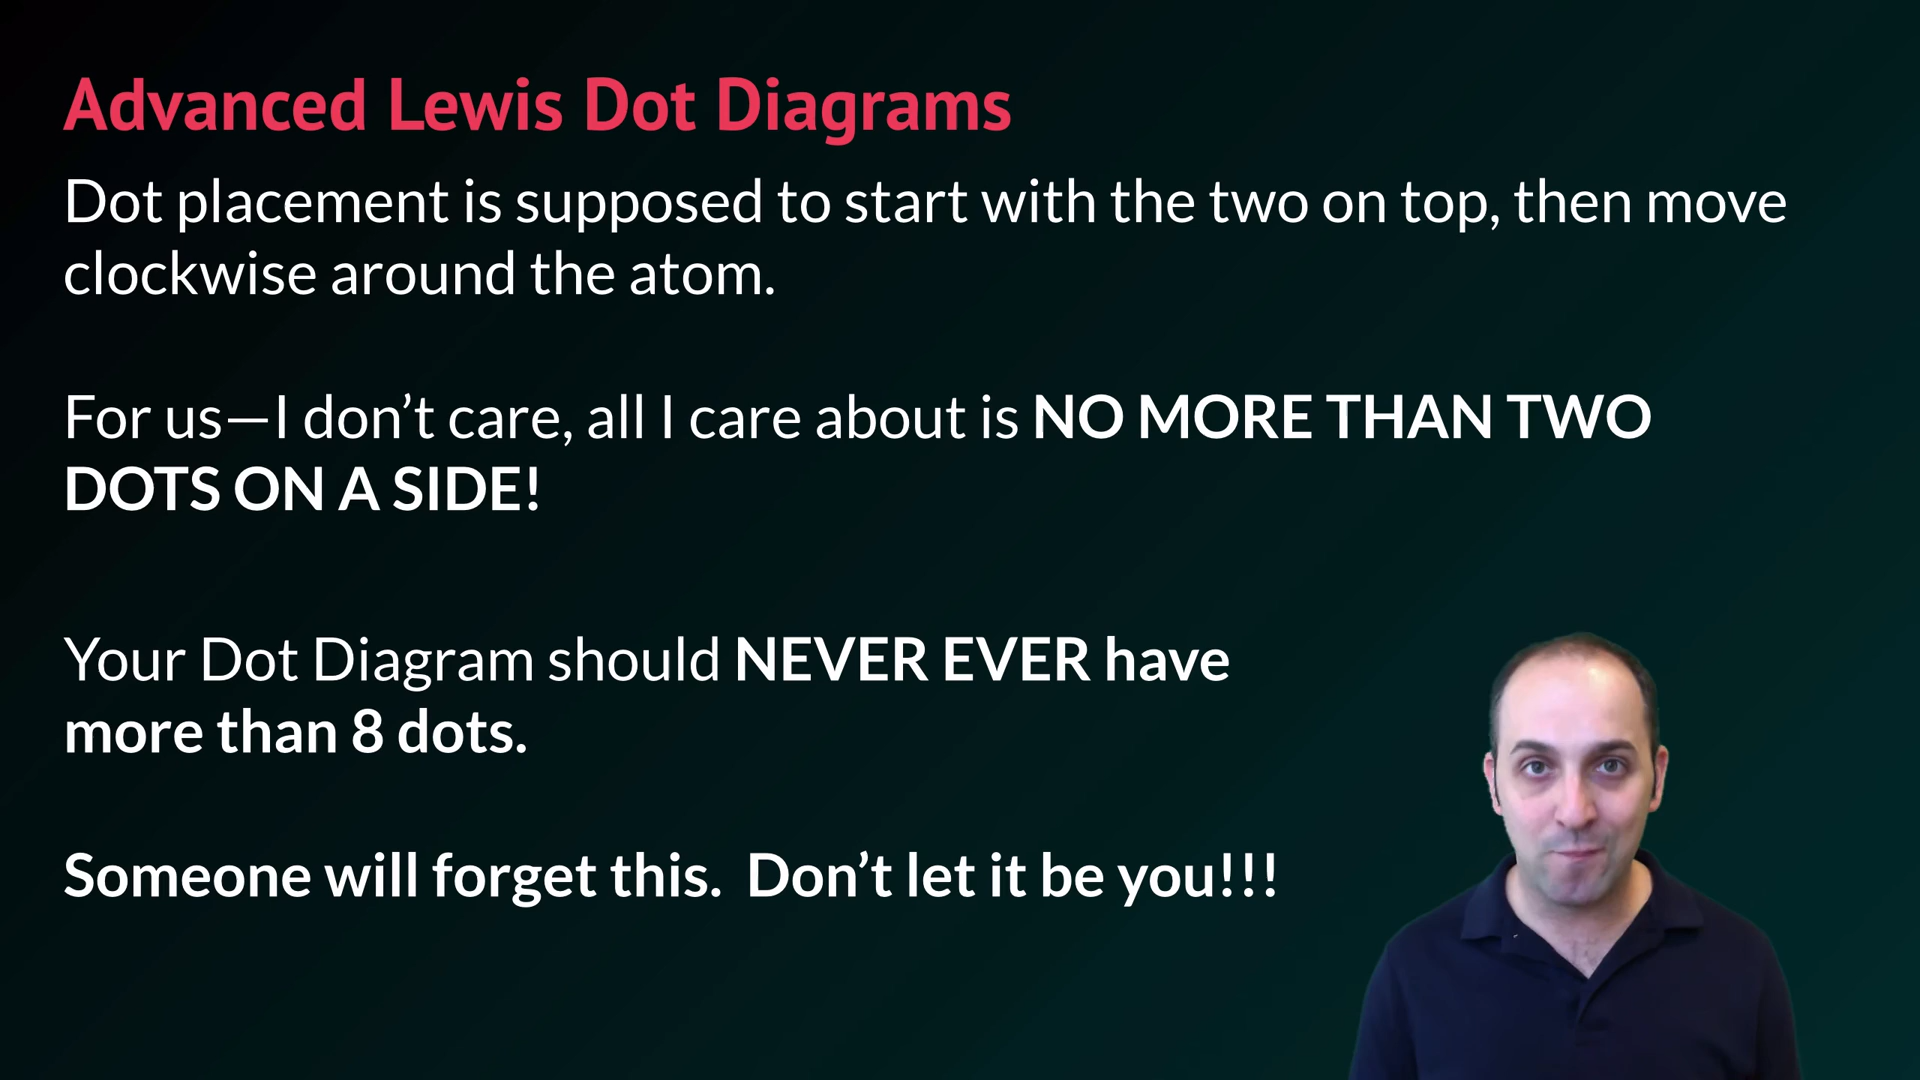 Advanced Lewis Dot Diagrams
Dot placement is supposed to start with the two on top, then move
clockwise around the atom.
For us—I don’t care, all I care about is NO MORE THAN TWO
DOTS ON A SIDE!
Your Dot Diagram should NEVER EVER have
more than 8 dots.
Someone will forget this.  Don’t let it be you!!!